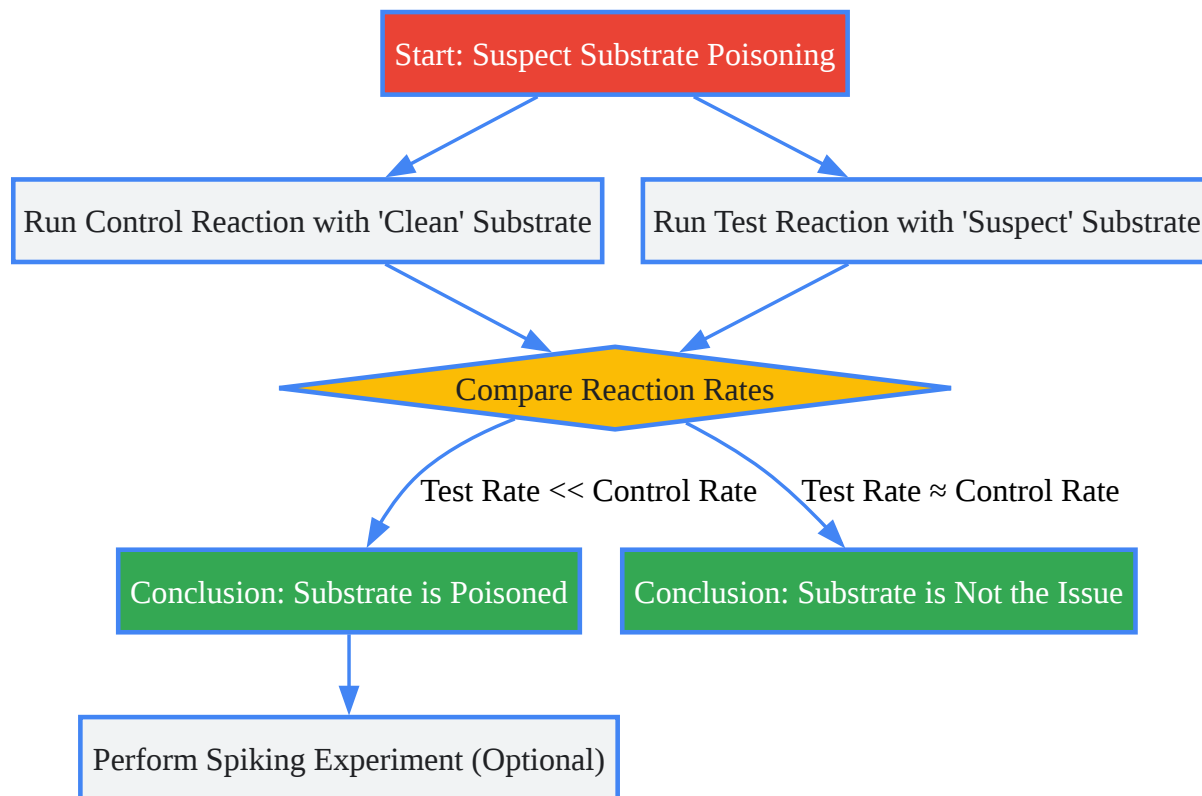 Start: Suspect Substrate Poisoning
Run Control Reaction with 'Clean' Substrate
Run Test Reaction with 'Suspect' Substrate
Compare Reaction Rates
Test Rate << Control Rate
Test Rate ≈ Control Rate
Conclusion: Substrate is Poisoned
Conclusion: Substrate is Not the Issue
Perform Spiking Experiment (Optional)